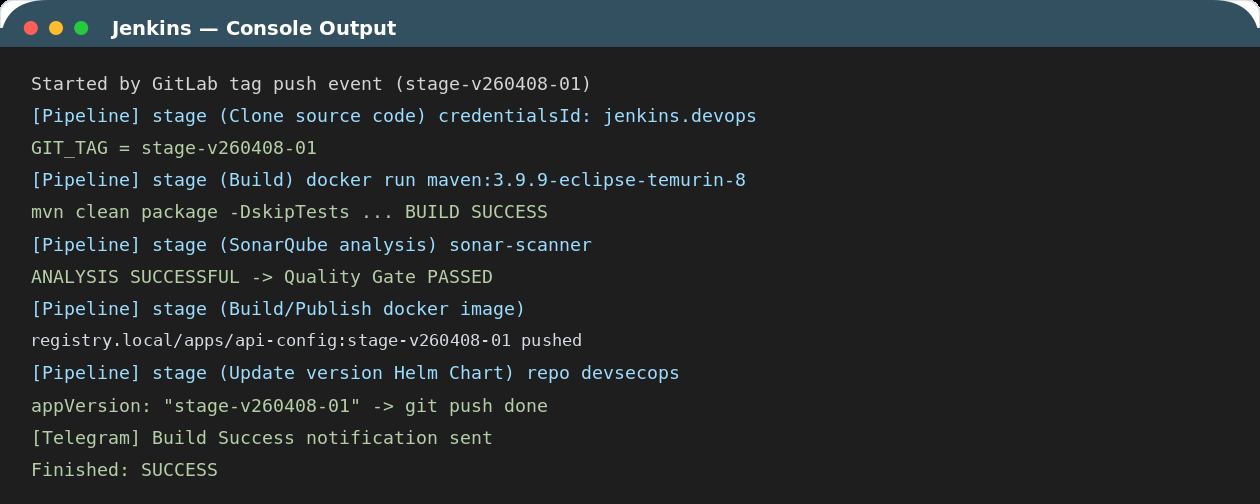 Jenkins — Console Output
Started by GitLab tag push event (stage-v260408-01)
[Pipeline] stage (Clone source code) credentialsId: jenkins.devops
GIT_TAG = stage-v260408-01
[Pipeline] stage (Build) docker run maven:3.9.9-eclipse-temurin-8
mvn clean package -DskipTests ... BUILD SUCCESS
[Pipeline] stage (SonarQube analysis) sonar-scanner
ANALYSIS SUCCESSFUL -> Quality Gate PASSED
[Pipeline] stage (Build/Publish docker image)
registry.local/apps/api-config:stage-v260408-01 pushed
[Pipeline] stage (Update version Helm Chart) repo devsecops
appVersion: "stage-v260408-01" -> git push done
[Telegram] Build Success notification sent
Finished: SUCCESS